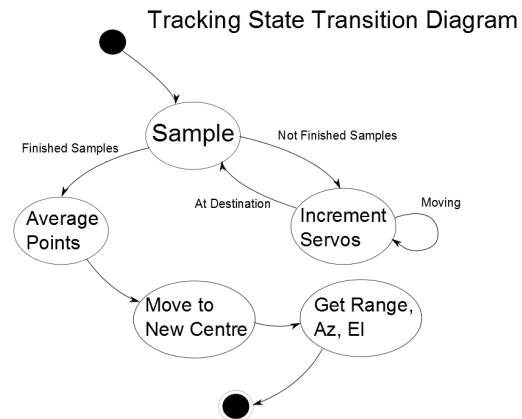 Tracking State Transition Diagram
Sample
Finished Samples
Not Finished Samples
At Destination
Moving
Average
Points
Increment
Servos
Move to
New Centre
Get Range,
Az, El